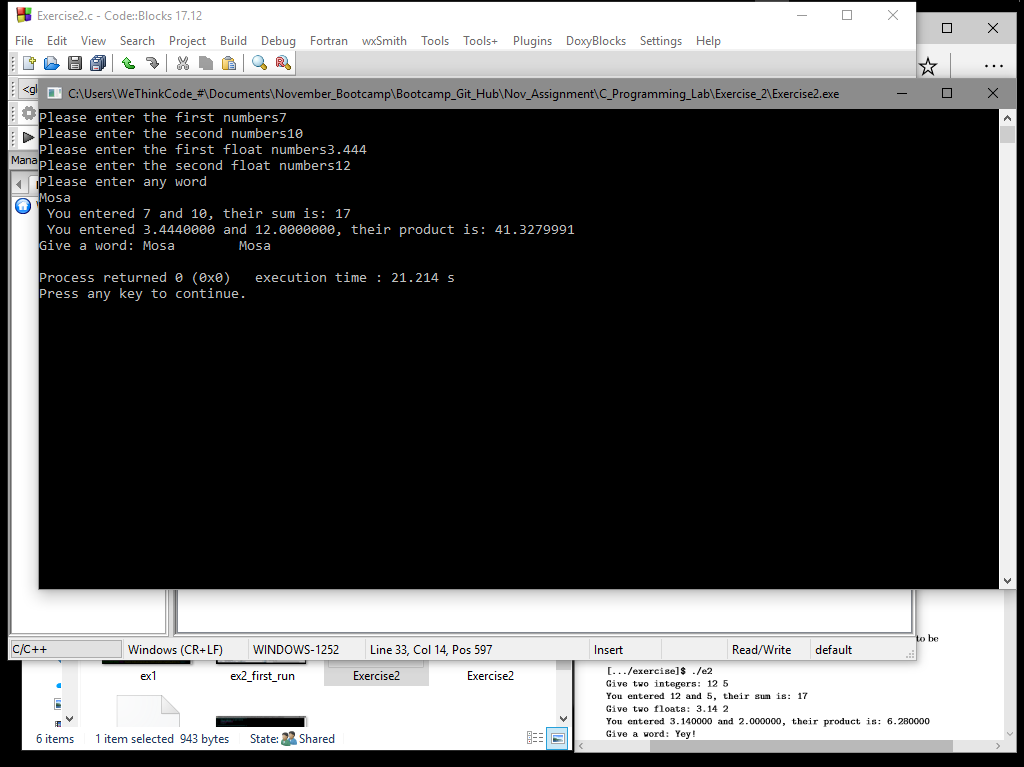 Exercise2.c - Code::Blocks 17.12
File Edit View Search Project Build Debug Fortran wxSmith Tools Tools+ Plugins DoxyBlocks Settings Help
<gl
C:\Users\WeThinkCode_#\Documents\November_Bootcamp\Bootcamp_Git_Hub\Nov_Assignment\C_Programming_Lab\Exercise_2\Exercise2.exe
Mana
Please enter the first numbers7
Please enter the second numbers10
Please enter the first float numbers3.444
Please enter the second float numbers12
Please enter any word
Mosa
You entered 7 and 10, their sum is: 17
You entered 3.4440000 and 12.0000000, their product is: 41.3279991
Give a word: Mosa Mosa
Process returned 0 (0x0) execution time : 21.214 s
Press any key to continue.
to be
C/C++ Windows (CR+LF) WINDOWS-1252 Line 33, Col 14, Pos 597 Insert Read/Write default
ex1 ex2_first_run Exercise2 Exercise2
6 items 1 item selected 943 bytes State: Shared
[.../exercise]$ ./e2
Give two integers: 12 5
You entered 12 and 5, their sum is: 17
Give two floats: 3.14 2
You entered 3.140000 and 2.000000, their product is: 6.280000
Give a word: Yey!